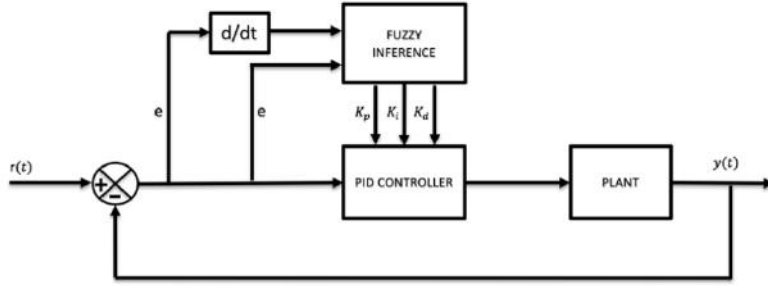 d/dt
FUZZY
INFERENCE
e
e
K_p K_i K_d
r(t)
+
−
PID CONTROLLER
PLANT
y(t)